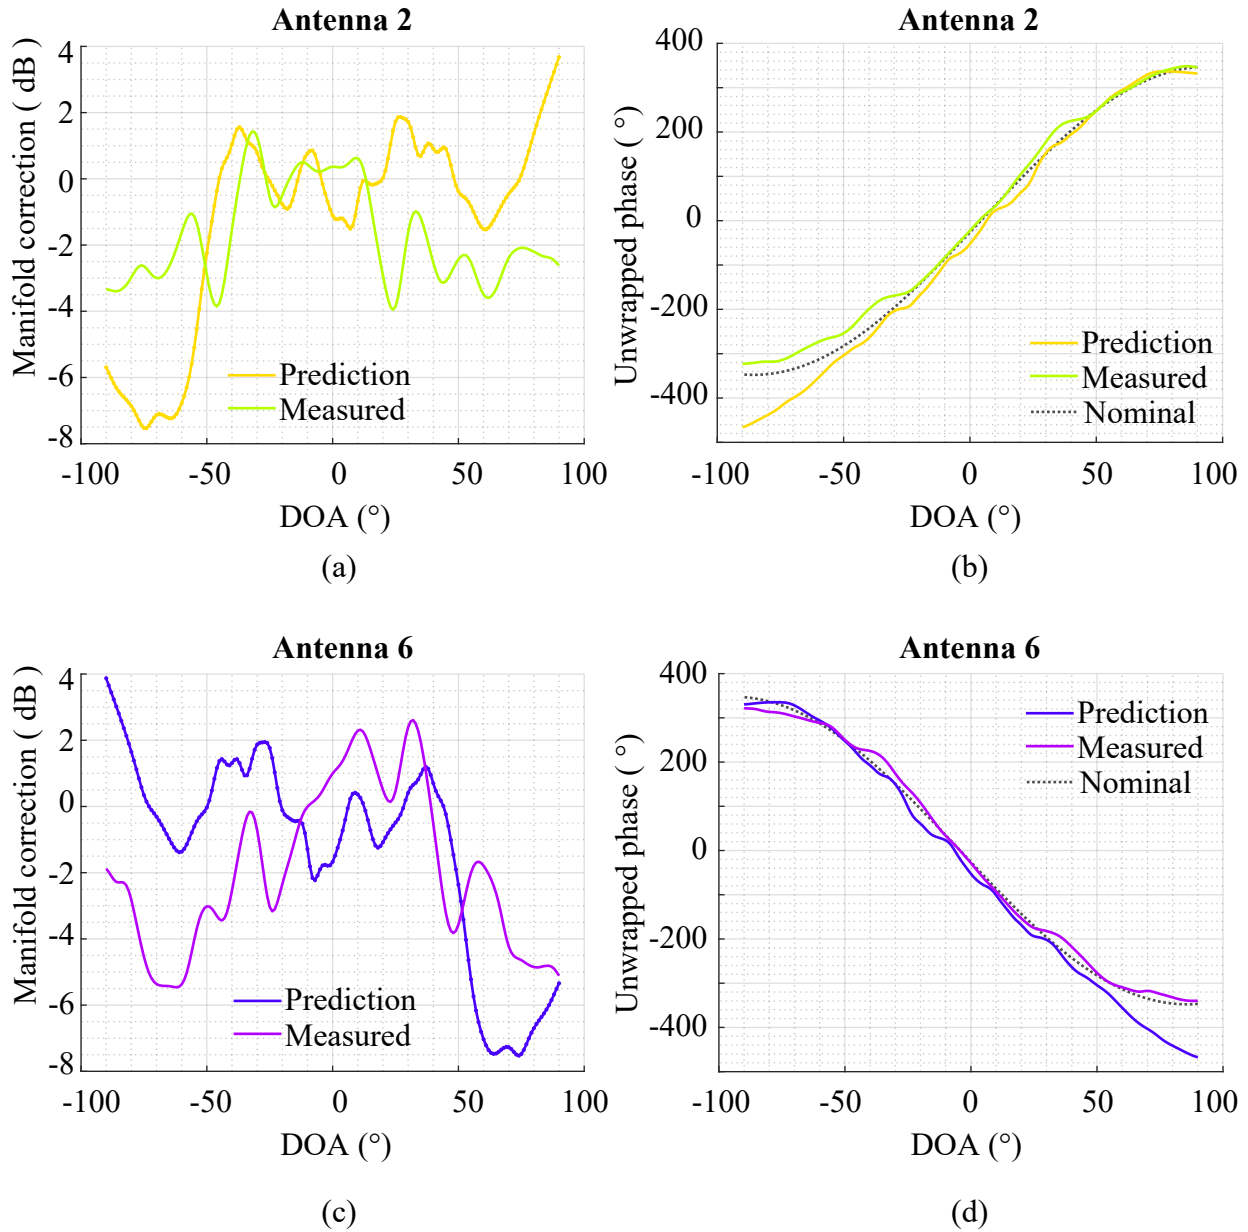 Antenna 2
Manifold correction ( dB )
4
2
0
-2
-4
-6
-8
Prediction
Measured
-100
-50
0
50
100
DOA (°)
(a)
Antenna 2
Unwrapped phase ( °)
400
200
0
-200
-400
Prediction
Measured
Nominal
-100
-50
0
50
100
DOA (°)
(b)
Antenna 6
Manifold correction ( dB )
4
2
0
-2
-4
-6
-8
Prediction
Measured
-100
-50
0
50
100
DOA (°)
(c)
Antenna 6
Unwrapped phase ( °)
400
200
0
-200
-400
Prediction
Measured
Nominal
-100
-50
0
50
100
DOA (°)
(d)